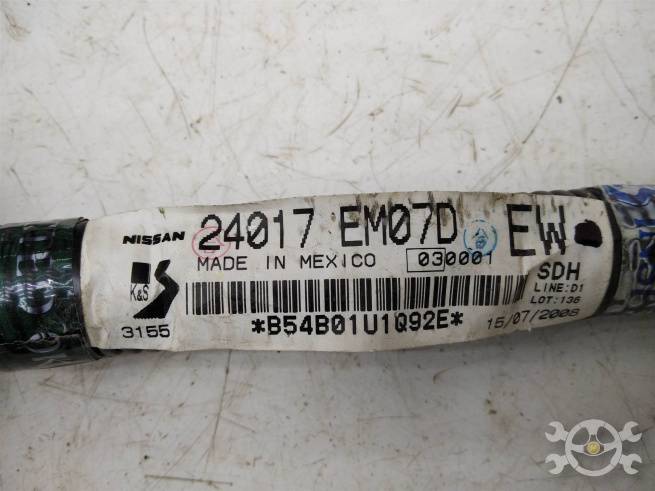 NISSAN 24017 EM07D EW
MADE IN MEXICO 030001
SDH
K&S
LINE:D1
LOT:136
3155 *B54B01U1Q92E* 15/07/2008